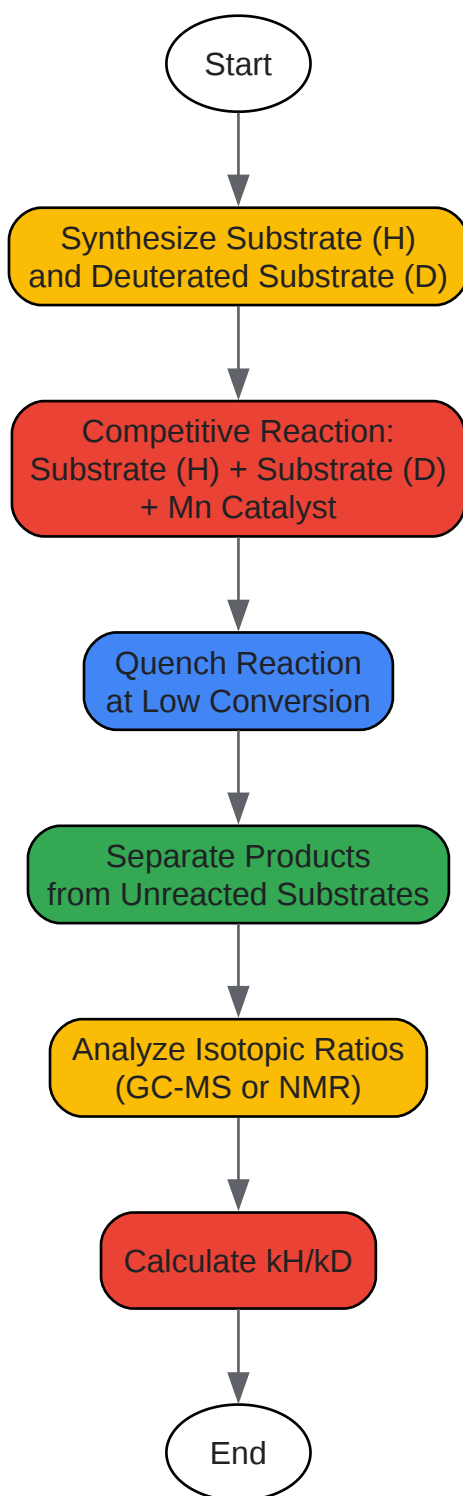 Start
Synthesize Substrate (H)
and Deuterated Substrate (D)
Competitive Reaction:
Substrate (H) + Substrate (D)
+ Mn Catalyst
Quench Reaction
at Low Conversion
Separate Products
from Unreacted Substrates
Analyze Isotopic Ratios
(GC-MS or NMR)
Calculate kH/kD
End